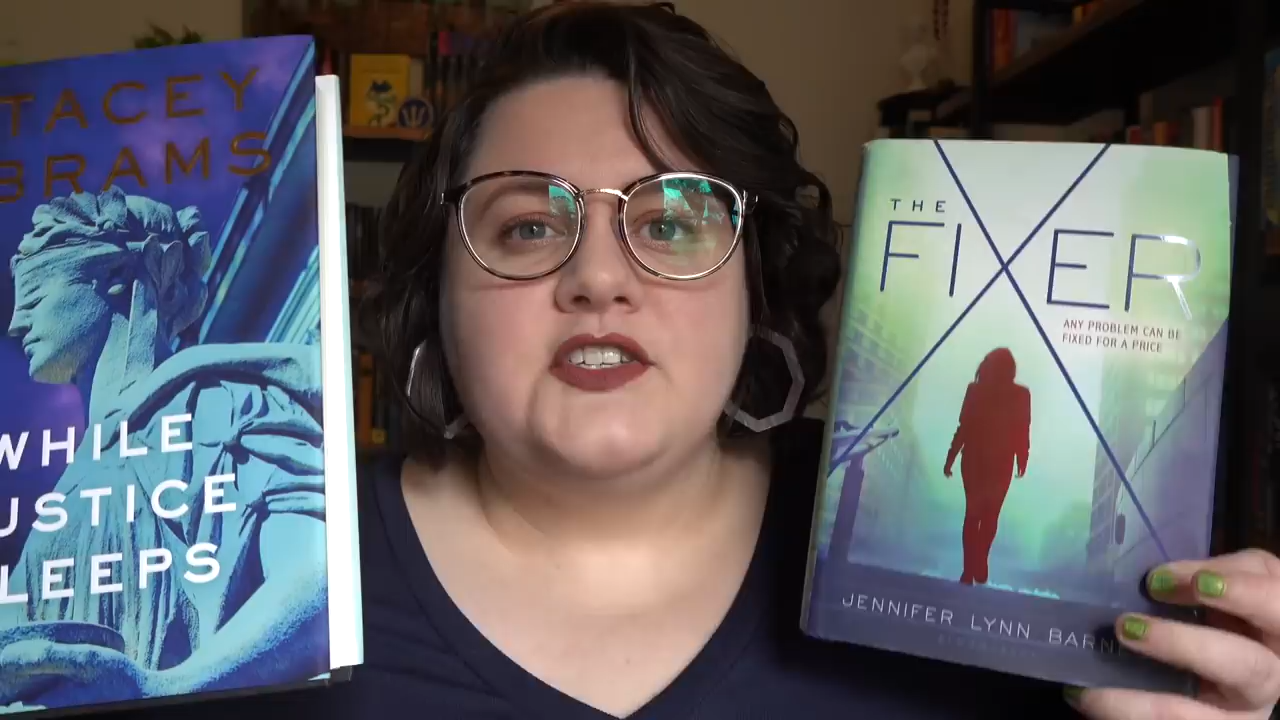 TACEY
BRAMS
WHILE
USTICE
LEEPS
THE
FIXER
ANY PROBLEM CAN BE
FIXED FOR A PRICE
JENNIFER LYNN BARN